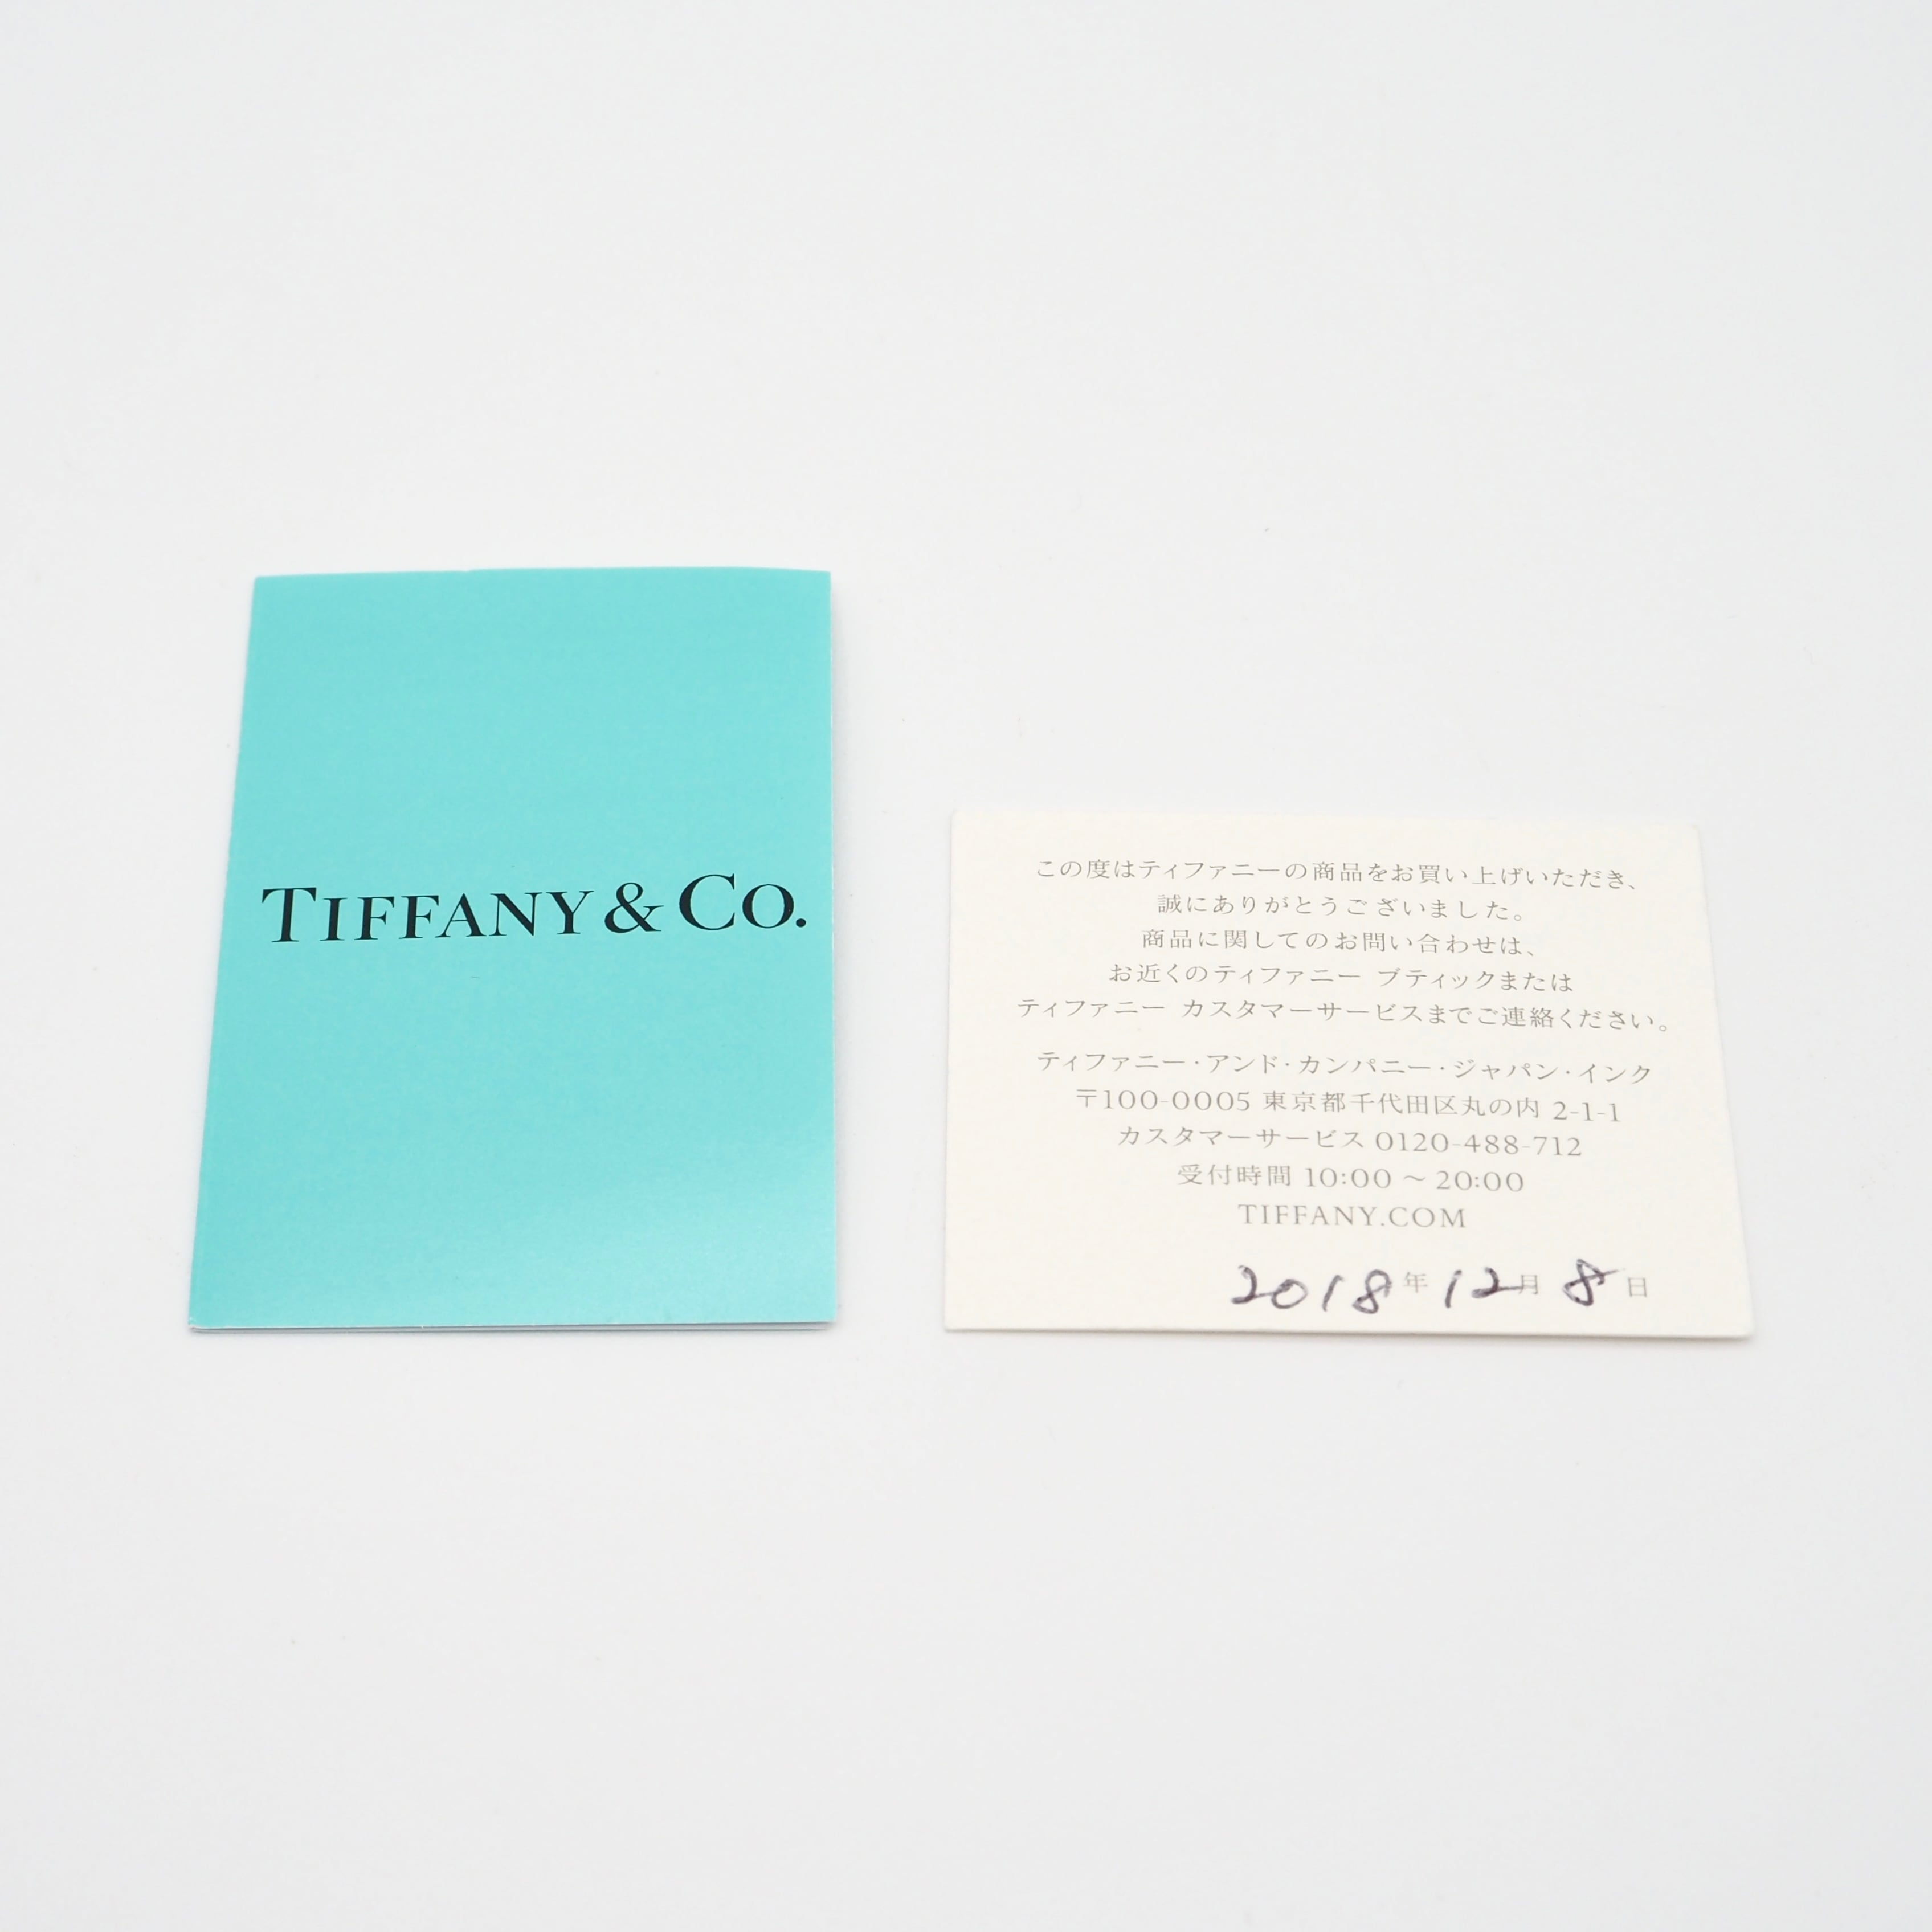 TIFFANY & CO.
この度はティファニーの商品をお買い上げいただき、
誠にありがとうございました。
商品に関してのお問い合わせは、
お近くのティファニー ブティックまたは
ティファニー カスタマーサービスまでご連絡ください。
ティファニー・アンド・カンパニー・ジャパン・インク
〒100-0005 東京都千代田区丸の内 2-1-1
カスタマーサービス 0120-488-712
受付時間 10:00 ～ 20:00
TIFFANY.COM
2018年 12月 8日